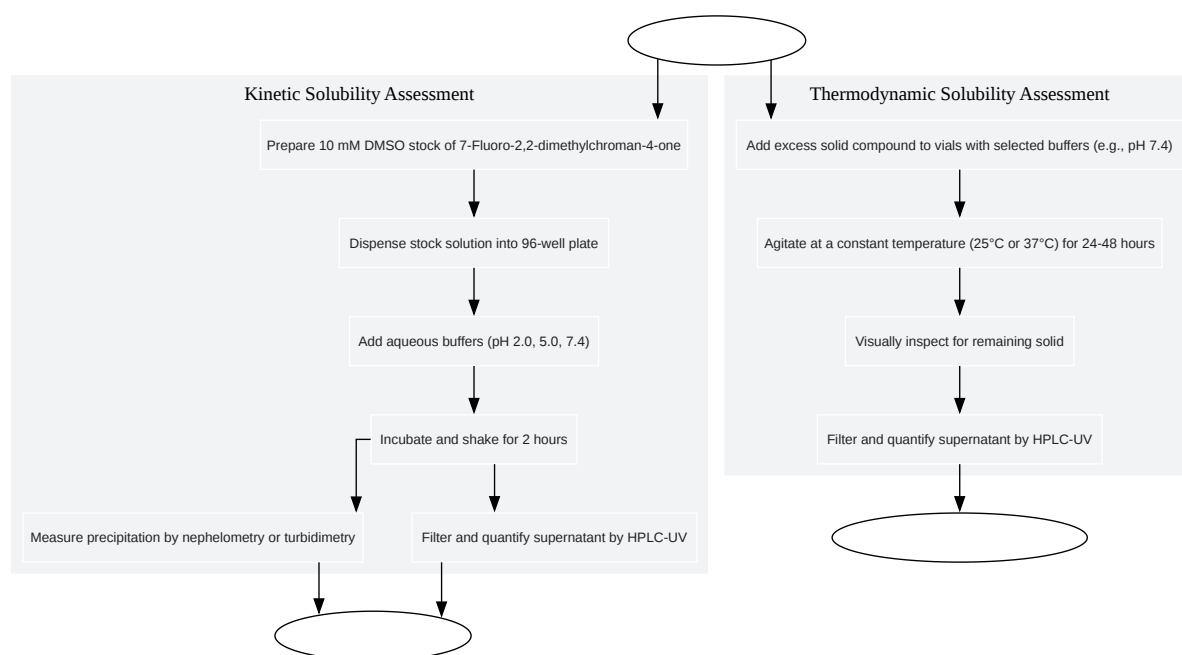 Kinetic Solubility Assessment
Prepare 10 mM DMSO stock of 7-Fluoro-2,2-dimethylchroman-4-one
Dispense stock solution into 96-well plate
Add aqueous buffers (pH 2.0, 5.0, 7.4)
Incubate and shake for 2 hours
Measure precipitation by nephelometry or turbidimetry
Filter and quantify supernatant by HPLC-UV
Thermodynamic Solubility Assessment
Add excess solid compound to vials with selected buffers (e.g., pH 7.4)
Agitate at a constant temperature (25°C or 37°C) for 24-48 hours
Visually inspect for remaining solid
Filter and quantify supernatant by HPLC-UV